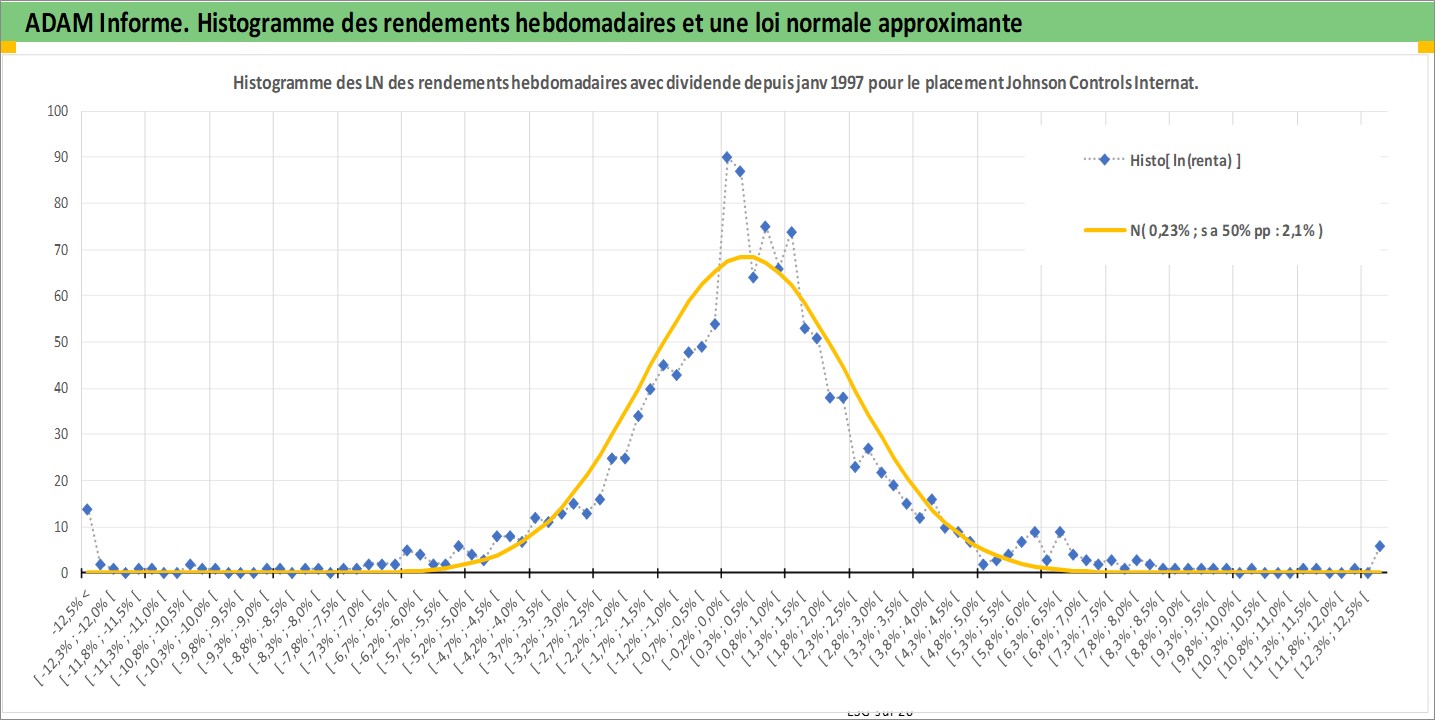 ADAM Informe. Histogramme des rendements hebdomadaires et une loi normale approximante
Histogramme des LN des rendements hebdomadaires avec dividende depuis janv 1997 pour le placement Johnson Controls Internat.
100
90
80
70
60
50
40
30
20
10
0
Histo[ ln(renta) ]
N( 0,23% ; s a 50% pp : 2,1% )
-12,5% <
[ -12,3% ; -12,0% [
[ -11,8% ; -11,5% [
[ -11,3% ; -11,0% [
[ -10,8% ; -10,5% [
[ -10,3% ; -10,0% [
[ -9,8% ; -9,5% [
[ -9,3% ; -9,0% [
[ -8,8% ; -8,5% [
[ -8,3% ; -8,0% [
[ -7,8% ; -7,5% [
[ -7,3% ; -7,0% [
[ -6,7% ; -6,5% [
[ -6,2% ; -6,0% [
[ -5,7% ; -5,5% [
[ -5,2% ; -5,0% [
[ -4,7% ; -4,5% [
[ -4,2% ; -4,0% [
[ -3,7% ; -3,5% [
[ -3,2% ; -3,0% [
[ -2,7% ; -2,5% [
[ -2,2% ; -2,0% [
[ -1,7% ; -1,5% [
[ -1,2% ; -1,0% [
[ -0,7% ; -0,5% [
[ -0,2% ; 0,0% [
[ 0,3% ; 0,5% [
[ 0,8% ; 1,0% [
[ 1,3% ; 1,5% [
[ 1,8% ; 2,0% [
[ 2,3% ; 2,5% [
[ 2,8% ; 3,0% [
[ 3,3% ; 3,5% [
[ 3,8% ; 4,0% [
[ 4,3% ; 4,5% [
[ 4,8% ; 5,0% [
[ 5,3% ; 5,5% [
[ 5,8% ; 6,0% [
[ 6,3% ; 6,5% [
[ 6,8% ; 7,0% [
[ 7,3% ; 7,5% [
[ 7,8% ; 8,0% [
[ 8,3% ; 8,5% [
[ 8,8% ; 9,0% [
[ 9,3% ; 9,5% [
[ 9,8% ; 10,0% [
[ 10,3% ; 10,5% [
[ 10,8% ; 11,0% [
[ 11,3% ; 11,5% [
[ 11,8% ; 12,0% [
[ 12,3% ; 12,5% [